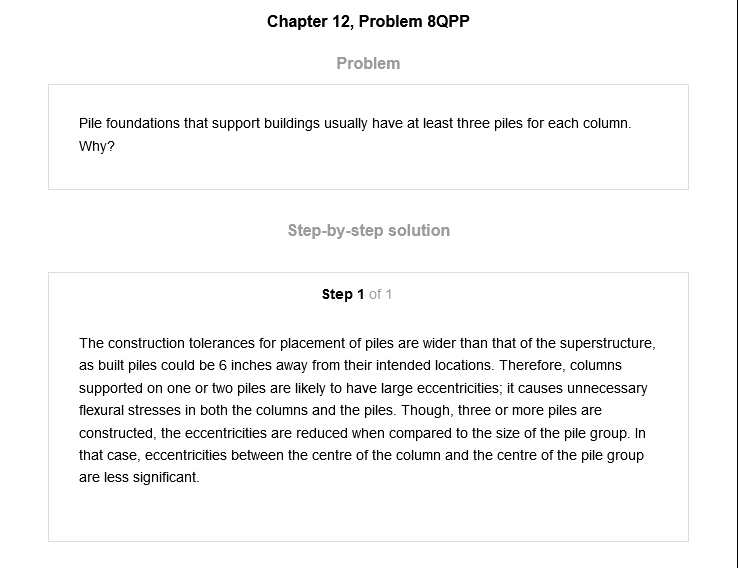 Chapter 12, Problem 8QPP
Problem
Pile foundations that support buildings usually have at least three piles for each column.
Why?
Step-by-step solution
Step 1 of 1
The construction tolerances for placement of piles are wider than that of the superstructure,
as built piles could be 6 inches away from their intended locations. Therefore, columns
supported on one or two piles are likely to have large eccentricities; it causes unnecessary
flexural stresses in both the columns and the piles. Though, three or more piles are
constructed, the eccentricities are reduced when compared to the size of the pile group. In
that case, eccentricities between the centre of the column and the centre of the pile group
are less significant.